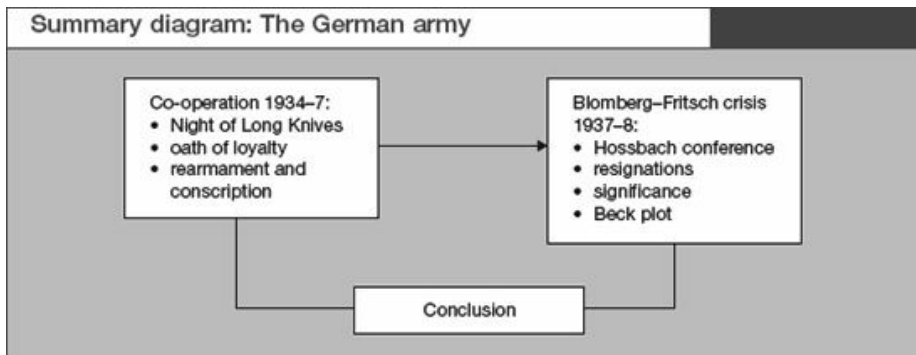 Summary diagram: The German army
Co-operation 1934–7:
• Night of Long Knives
• oath of loyalty
• rearmament and
conscription
Blomberg–Fritsch crisis
1937–8:
• Hossbach conference
• resignations
• significance
• Beck plot
Conclusion